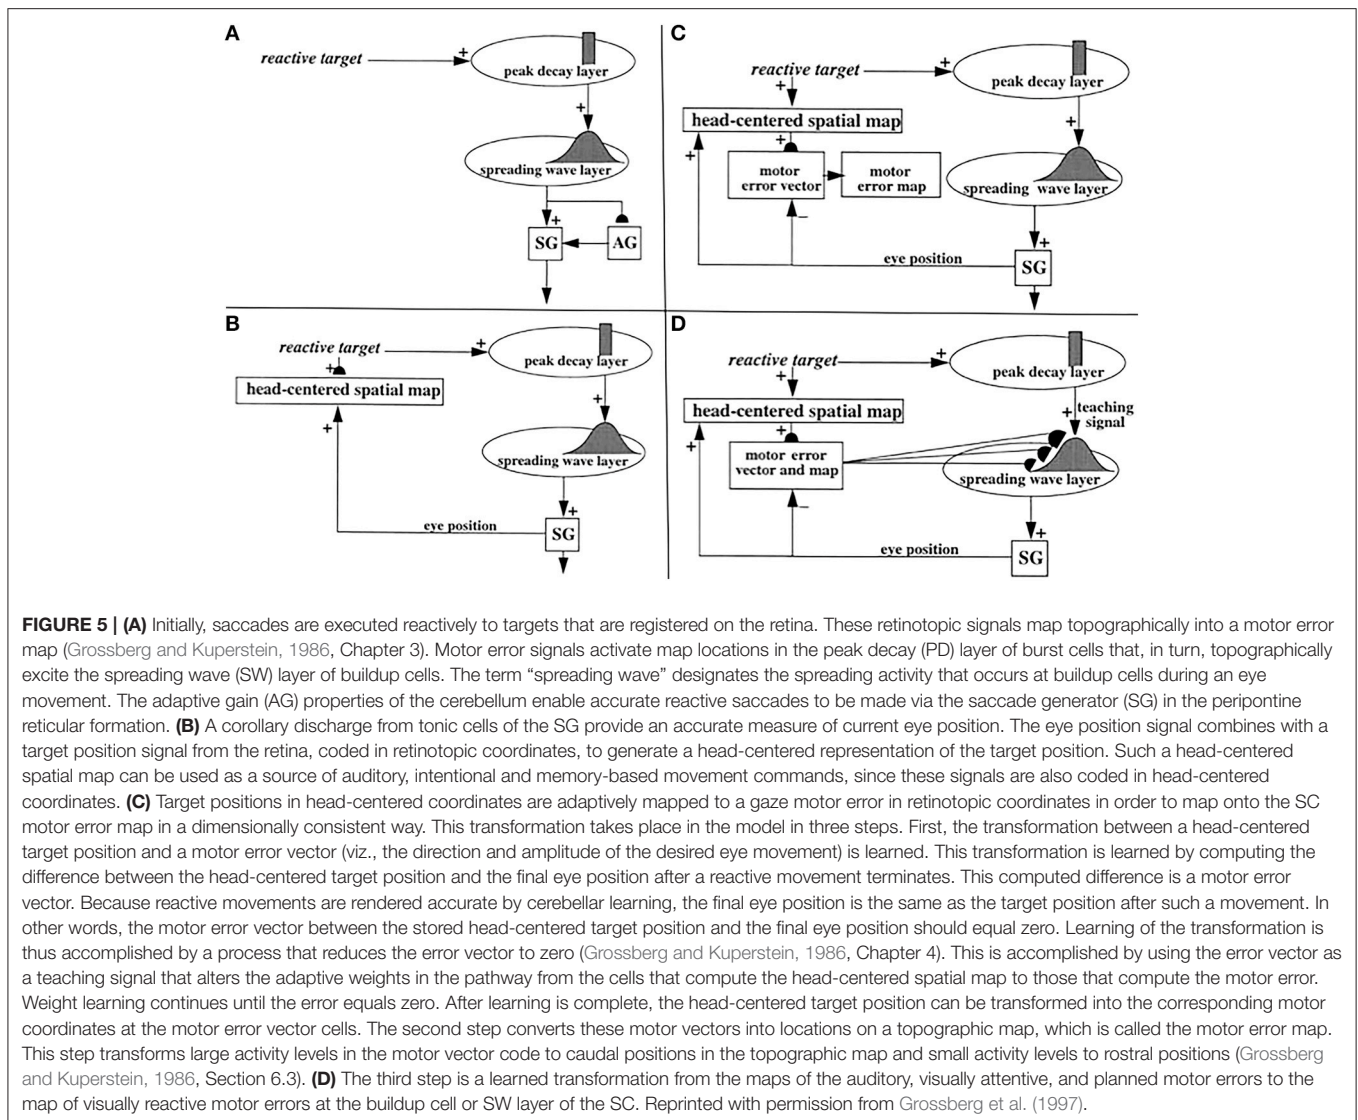 A
reactive target
+
peak decay layer
+
spreading wave layer
+
SG
AG
C
reactive target
+
peak decay layer
+
head-centered spatial map
+
+
+
motor
error vector
motor
error map
spreading wave layer
−
+
eye position
SG
B
reactive target
+
peak decay layer
+
head-centered spatial map
+
+
spreading wave layer
+
eye position
SG
D
reactive target
+
peak decay layer
+
head-centered spatial map
+ teaching
signal
+
+
motor error
vector and map
spreading wave layer
−
+
eye position
SG
FIGURE 5 | (A) Initially, saccades are executed reactively to targets that are registered on the retina. These retinotopic signals map topographically into a motor error
map (Grossberg and Kuperstein, 1986, Chapter 3). Motor error signals activate map locations in the peak decay (PD) layer of burst cells that, in turn, topographically
excite the spreading wave (SW) layer of buildup cells. The term “spreading wave” designates the spreading activity that occurs at buildup cells during an eye
movement. The adaptive gain (AG) properties of the cerebellum enable accurate reactive saccades to be made via the saccade generator (SG) in the peripontine
reticular formation. (B) A corollary discharge from tonic cells of the SG provide an accurate measure of current eye position. The eye position signal combines with a
target position signal from the retina, coded in retinotopic coordinates, to generate a head-centered representation of the target position. Such a head-centered
spatial map can be used as a source of auditory, intentional and memory-based movement commands, since these signals are also coded in head-centered
coordinates. (C) Target positions in head-centered coordinates are adaptively mapped to a gaze motor error in retinotopic coordinates in order to map onto the SC
motor error map in a dimensionally consistent way. This transformation takes place in the model in three steps. First, the transformation between a head-centered
target position and a motor error vector (viz., the direction and amplitude of the desired eye movement) is learned. This transformation is learned by computing the
difference between the head-centered target position and the final eye position after a reactive movement terminates. This computed difference is a motor error
vector. Because reactive movements are rendered accurate by cerebellar learning, the final eye position is the same as the target position after such a movement. In
other words, the motor error vector between the stored head-centered target position and the final eye position should equal zero. Learning of the transformation is
thus accomplished by a process that reduces the error vector to zero (Grossberg and Kuperstein, 1986, Chapter 4). This is accomplished by using the error vector as
a teaching signal that alters the adaptive weights in the pathway from the cells that compute the head-centered spatial map to those that compute the motor error.
Weight learning continues until the error equals zero. After learning is complete, the head-centered target position can be transformed into the corresponding motor
coordinates at the motor error vector cells. The second step converts these motor vectors into locations on a topographic map, which is called the motor error map.
This step transforms large activity levels in the motor vector code to caudal positions in the topographic map and small activity levels to rostral positions (Grossberg
and Kuperstein, 1986, Section 6.3). (D) The third step is a learned transformation from the maps of the auditory, visually attentive, and planned motor errors to the
map of visually reactive motor errors at the buildup cell or SW layer of the SC. Reprinted with permission from Grossberg et al. (1997).